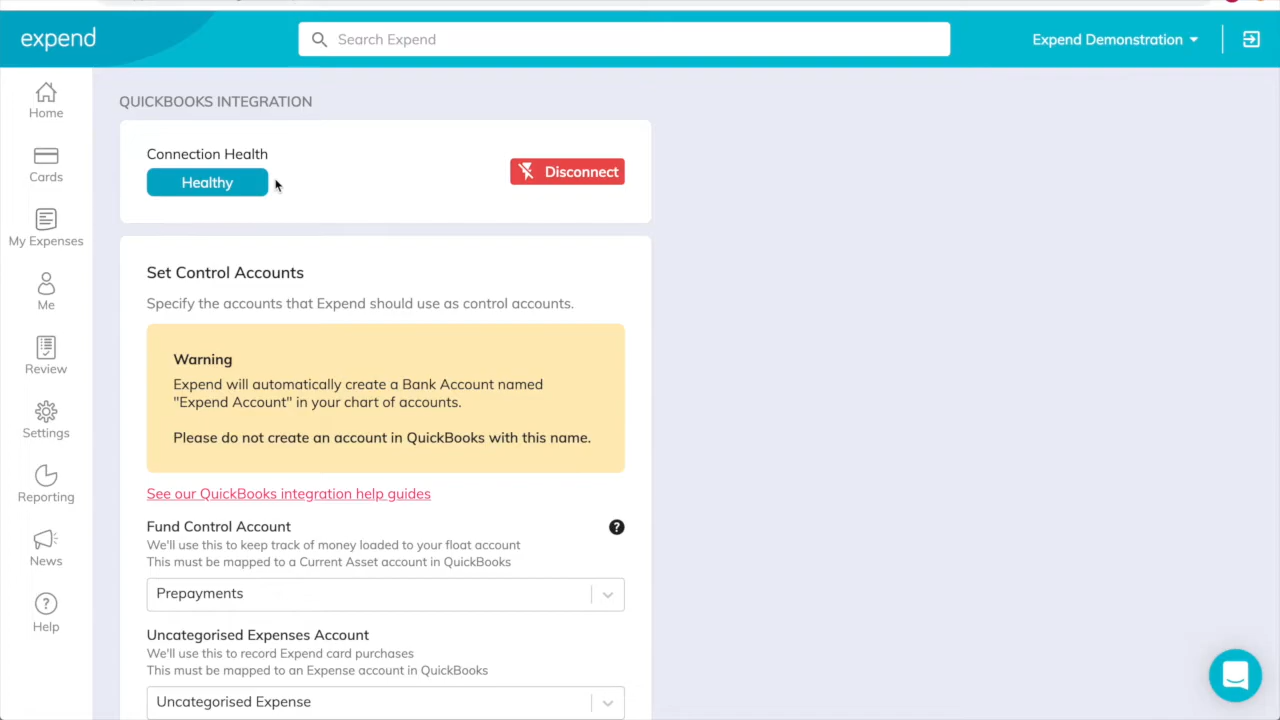 expend
Search Expend
Expend Demonstration
Home
Cards
My Expenses
Me
Review
Settings
Reporting
News
Help
QUICKBOOKS INTEGRATION
Connection Health
Healthy
Disconnect
Set Control Accounts
Specify the accounts that Expend should use as control accounts.
Warning
Expend will automatically create a Bank Account named
"Expend Account" in your chart of accounts.
Please do not create an account in QuickBooks with this name.
See our QuickBooks integration help guides
Fund Control Account
We'll use this to keep track of money loaded to your float account
This must be mapped to a Current Asset account in QuickBooks
Prepayments
Uncategorised Expenses Account
We'll use this to record Expend card purchases
This must be mapped to an Expense account in QuickBooks
Uncategorised Expense